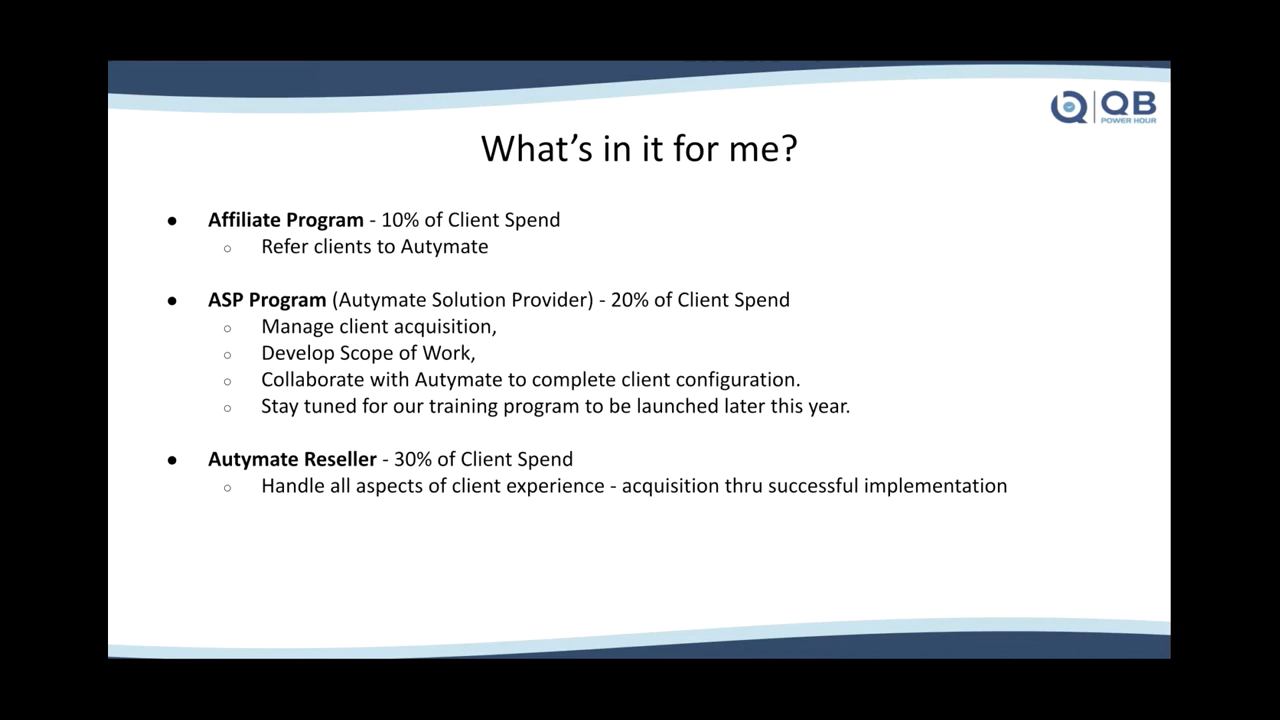 QB
POWER HOUR
What’s in it for me?
● Affiliate Program - 10% of Client Spend
○ Refer clients to Autymate
● ASP Program (Autymate Solution Provider) - 20% of Client Spend
○ Manage client acquisition,
○ Develop Scope of Work,
○ Collaborate with Autymate to complete client configuration.
○ Stay tuned for our training program to be launched later this year.
● Autymate Reseller - 30% of Client Spend
○ Handle all aspects of client experience - acquisition thru successful implementation